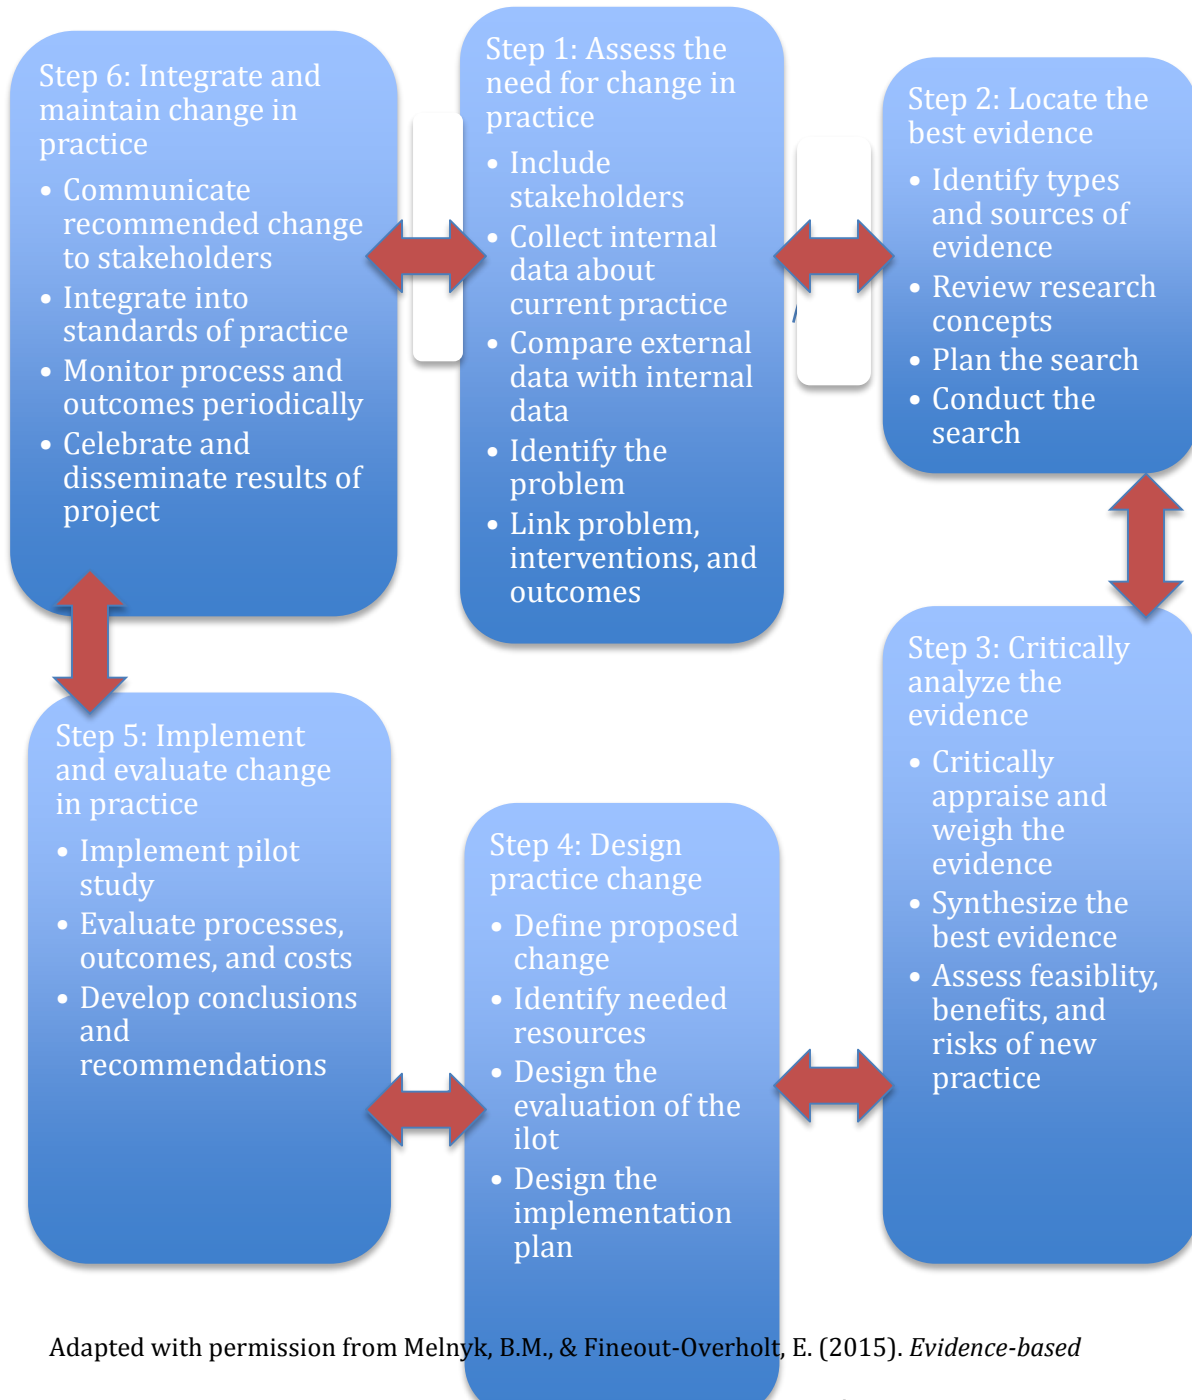 Step 6: Integrate and
maintain change in
practice
• Communicate
recommended change
to stakeholders
• Integrate into
standards of practice
• Monitor process and
outcomes periodically
• Celebrate and
disseminate results of
project
Step 1: Assess the
need for change in
practice
• Include
stakeholders
• Collect internal
data about
current practice
• Compare external
data with internal
data
• Identify the
problem
• Link problem,
interventions, and
outcomes
Step 2: Locate the
best evidence
• Identify types
and sources of
evidence
• Review research
concepts
• Plan the search
• Conduct the
search
Step 3: Critically
analyze the
evidence
• Critically
appraise and
weigh the
evidence
• Synthesize the
best evidence
• Assess feasiblity,
benefits, and
risks of new
practice
Step 4: Design
practice change
• Define proposed
change
• Identify needed
resources
• Design the
evaluation of the
ilot
• Design the
implementation
plan
Step 5: Implement
and evaluate change
in practice
• Implement pilot
study
• Evaluate processes,
outcomes, and costs
• Develop conclusions
and
recommendations
Adapted with permission from Melnyk, B.M., & Fineout-Overholt, E. (2015). Evidence-based